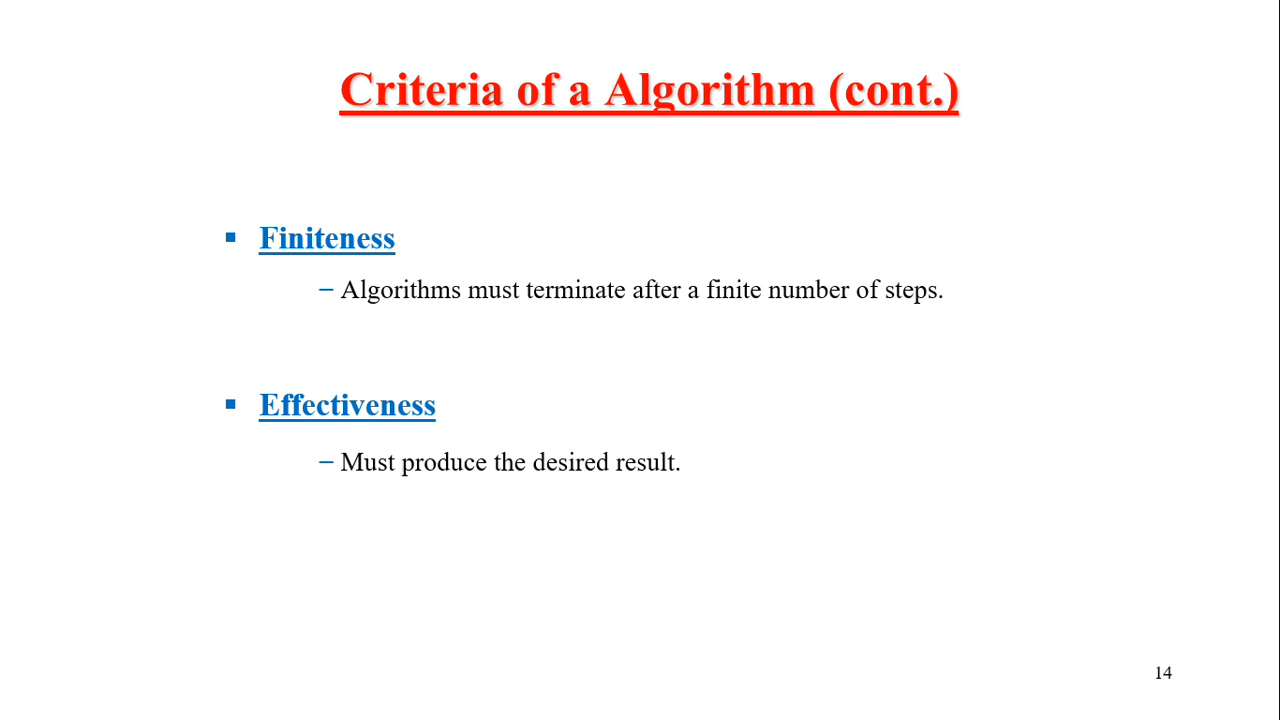 Criteria of a Algorithm (cont.)
▪ Finiteness
– Algorithms must terminate after a finite number of steps.
▪ Effectiveness
– Must produce the desired result.
14